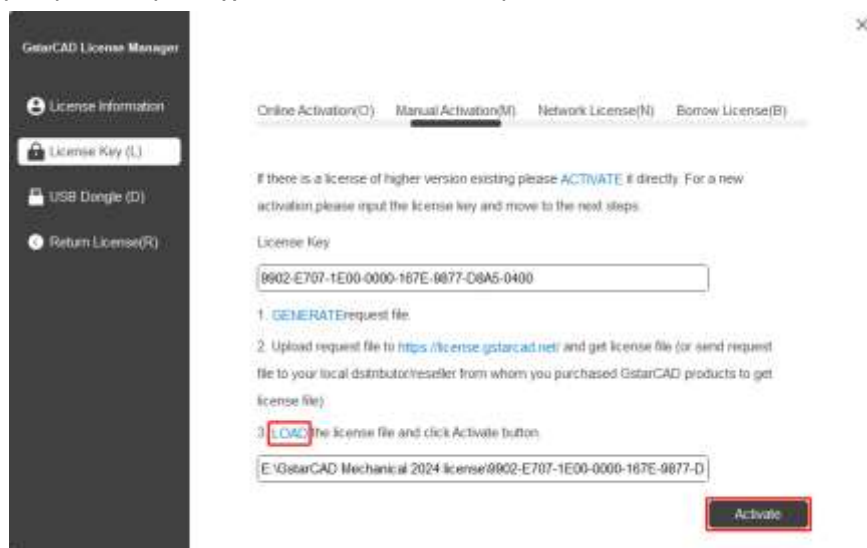 GstarCAD License Manager
License Information
License Key (L)
USB Dongle (D)
Return License(R)
Online Activation(O) Manual Activation(M) Network License(N) Borrow License(B)
If there is a license of higher version existing please ACTIVATE it directly. For a new
activation,please input the license key and move to the next steps.
License Key
9902-E707-1E00-0000-167E-9877-D8A5-0400
1. GENERATE request file.
2. Upload request file to https://license.gstarcad.net/ and get license file (or send request
file to your local dstributor/reseller from whom you purchased GstarCAD products to get
license file)
3. LOAD the license file and click Activate button.
E:\GstarCAD Mechanical 2024 license\9902-E707-1E00-0000-167E-9877-D
Activate